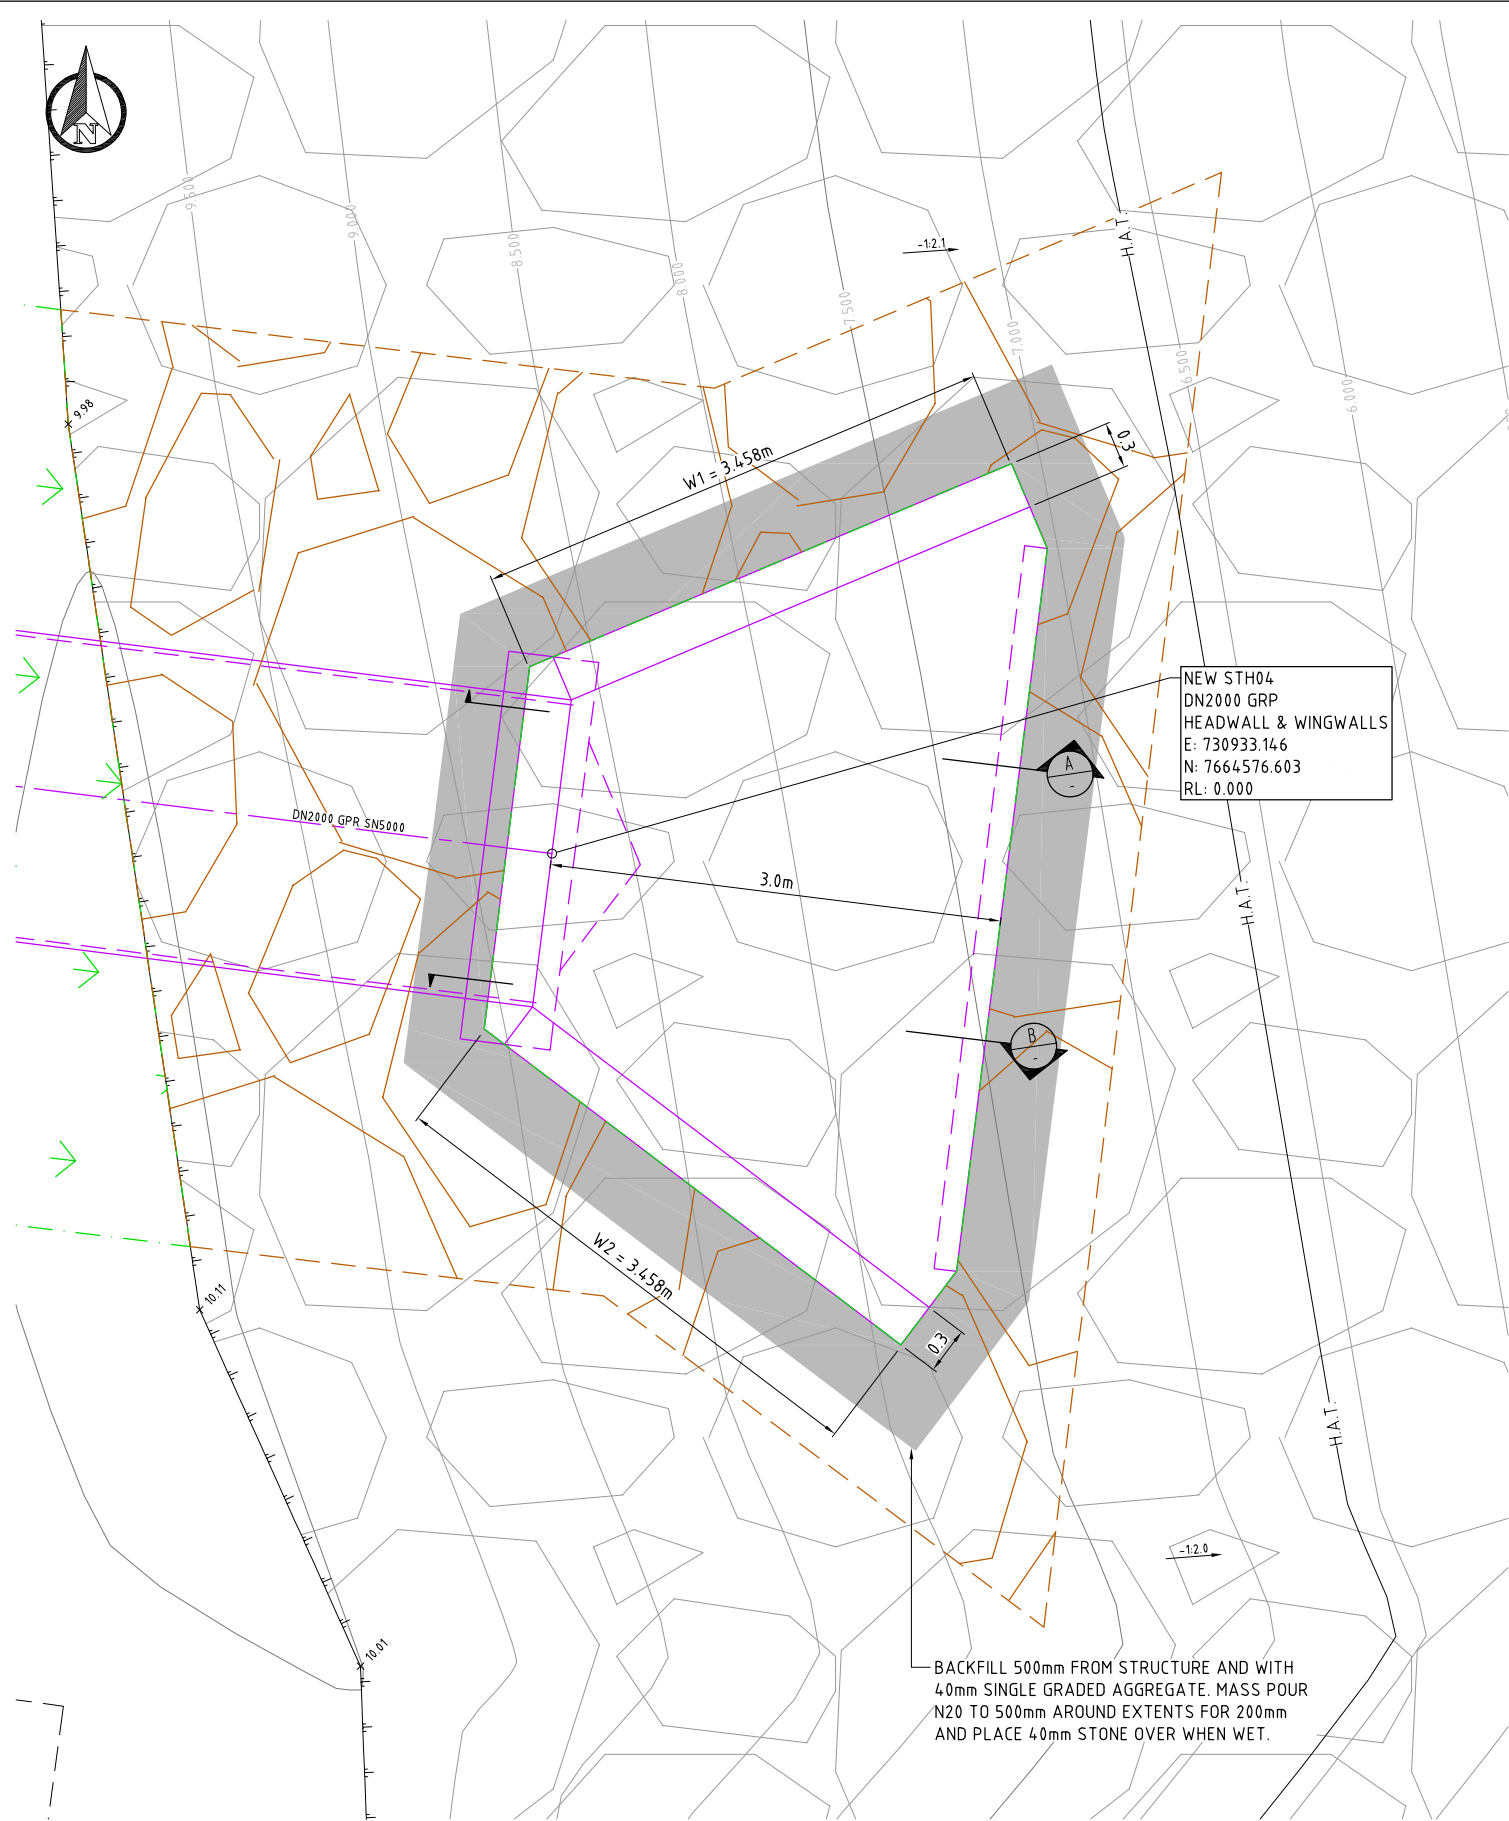 N
9.500
9.000
8.500
8.000
7.500
7.000
6.500
6.000
H.A.T.
-1:2.1
9.98
W1 = 3.458m
0.3
NEW STH04
DN2000 GRP
HEADWALL & WINGWALLS
E: 730933.146
N: 7664576.603
RL: 0.000
A
-
DN2000 GPR SN5000
3.0m
H.A.T.
B
-
W2 = 3.458m
10.11
0.3
H.A.T.
-1:2.0
10.01
BACKFILL 500mm FROM STRUCTURE AND WITH
40mm SINGLE GRADED AGGREGATE. MASS POUR
N20 TO 500mm AROUND EXTENTS FOR 200mm
AND PLACE 40mm STONE OVER WHEN WET.